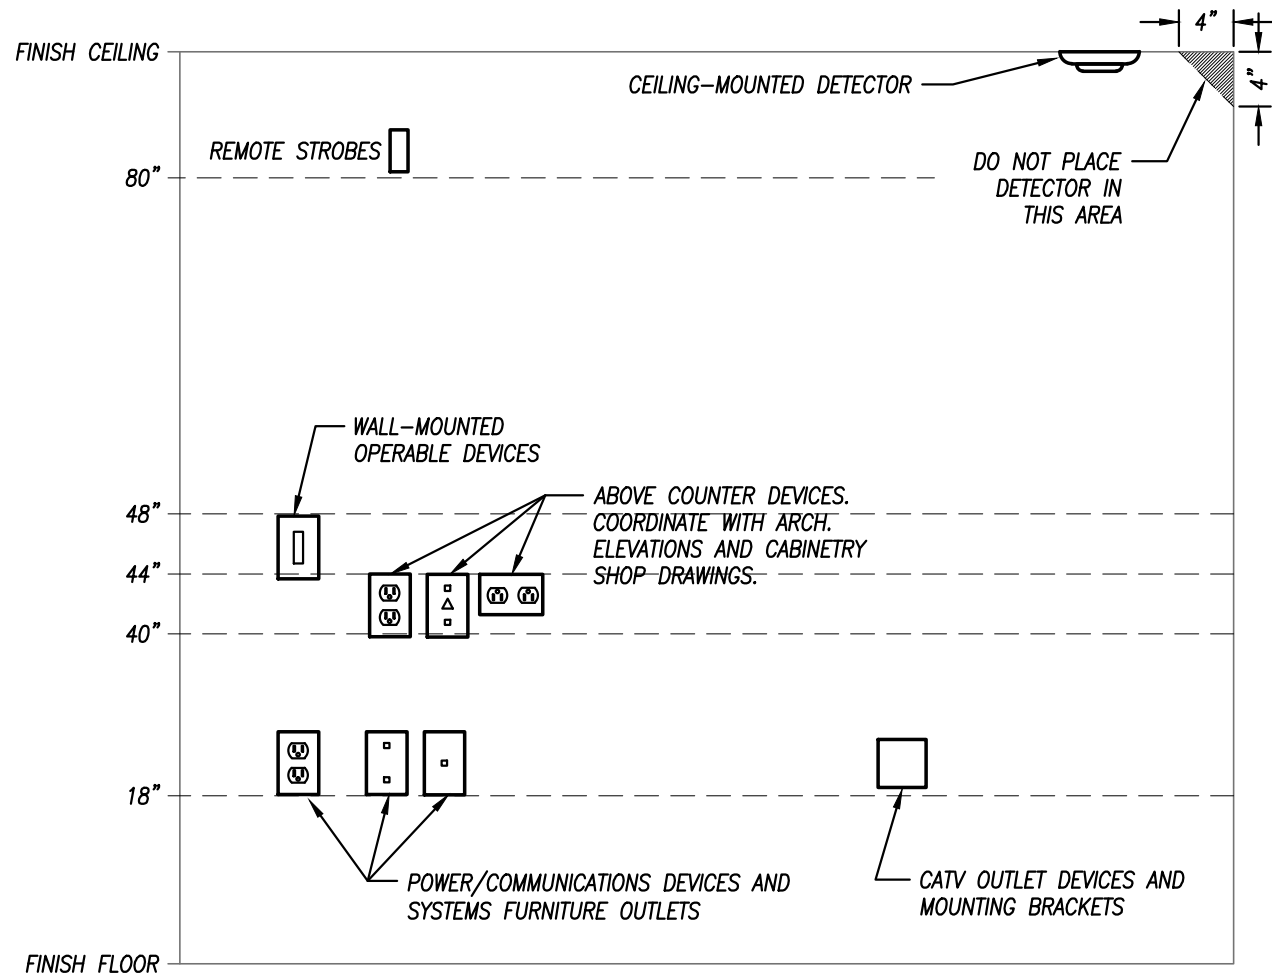 4"
FINISH CEILING
CEILING-MOUNTED DETECTOR
4"
REMOTE STROBES
DO NOT PLACE
DETECTOR IN
THIS AREA
80"
WALL-MOUNTED
OPERABLE DEVICES
48"
ABOVE COUNTER DEVICES.
COORDINATE WITH ARCH.
ELEVATIONS AND CABINETRY
SHOP DRAWINGS.
44"
40"
18"
POWER/COMMUNICATIONS DEVICES AND
SYSTEMS FURNITURE OUTLETS
CATV OUTLET DEVICES AND
MOUNTING BRACKETS
FINISH FLOOR